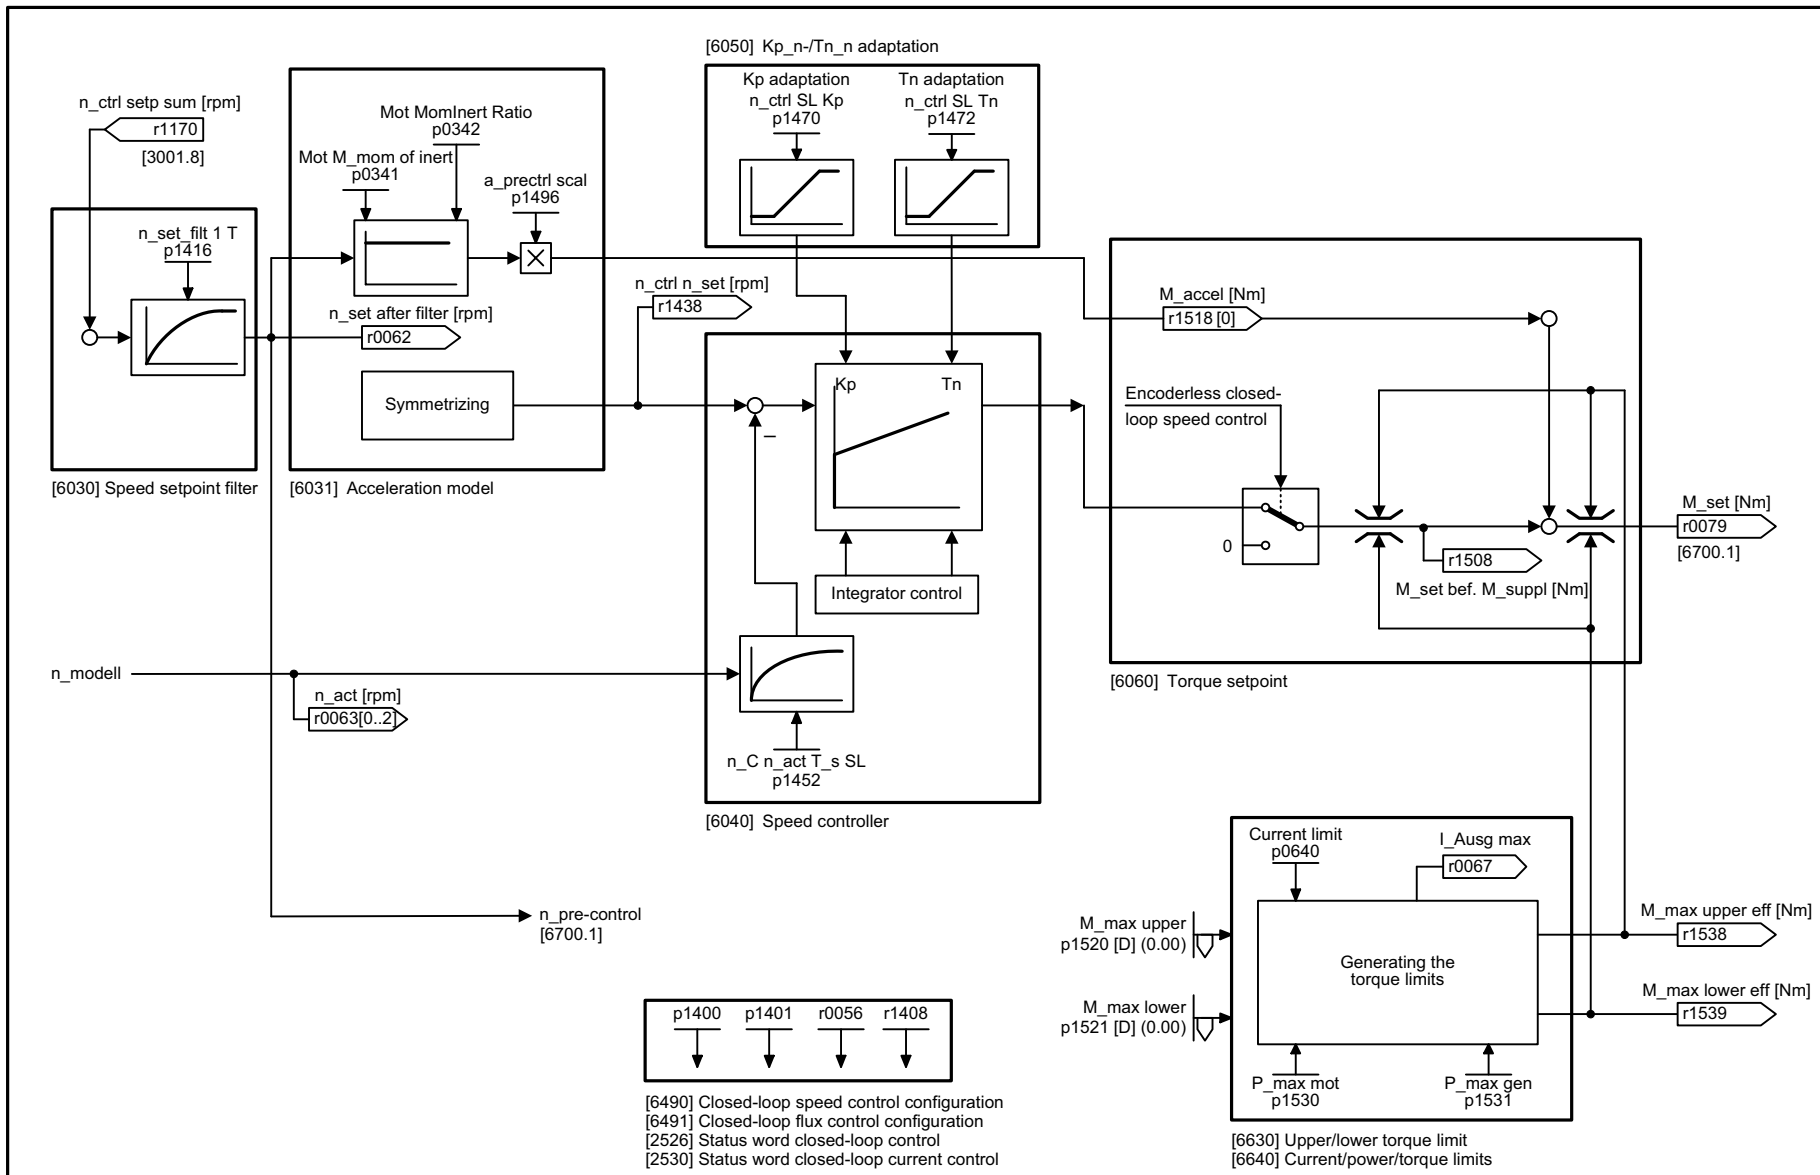 [6050] Kp_n-/Tn_n adaptation
Kp adaptation
n_ctrl SL Kp
p1470
Tn adaptation
n_ctrl SL Tn
p1472
n_ctrl setp sum [rpm]
r1170
[3001.8]
Mot MomInert Ratio
p0342
Mot M_mom of inert
p0341
a_prectrl scal
p1496
n_set_filt 1 T
p1416
n_set after filter [rpm]
r0062
n_ctrl n_set [rpm]
r1438
Symmetrizing
[6030] Speed setpoint filter
[6031] Acceleration model
Kp
Tn
–
Integrator control
M_accel [Nm]
r1518 [0]
Encoderless closed-
loop speed control
0
r1508
M_set bef. M_suppl [Nm]
M_set [Nm]
r0079
[6700.1]
[6060] Torque setpoint
n_modell
n_act [rpm]
r0063[0..2]
n_C n_act T_s SL
p1452
[6040] Speed controller
n_pre-control
[6700.1]
Current limit
p0640
I_Ausg max
r0067
M_max upper
p1520 [D] (0.00)
M_max lower
p1521 [D] (0.00)
Generating the
torque limits
M_max upper eff [Nm]
r1538
M_max lower eff [Nm]
r1539
P_max mot
p1530
P_max gen
p1531
[6630] Upper/lower torque limit
[6640] Current/power/torque limits
p1400
p1401
r0056
r1408
[6490] Closed-loop speed control configuration
[6491] Closed-loop flux control configuration
[2526] Status word closed-loop control
[2530] Status word closed-loop current control